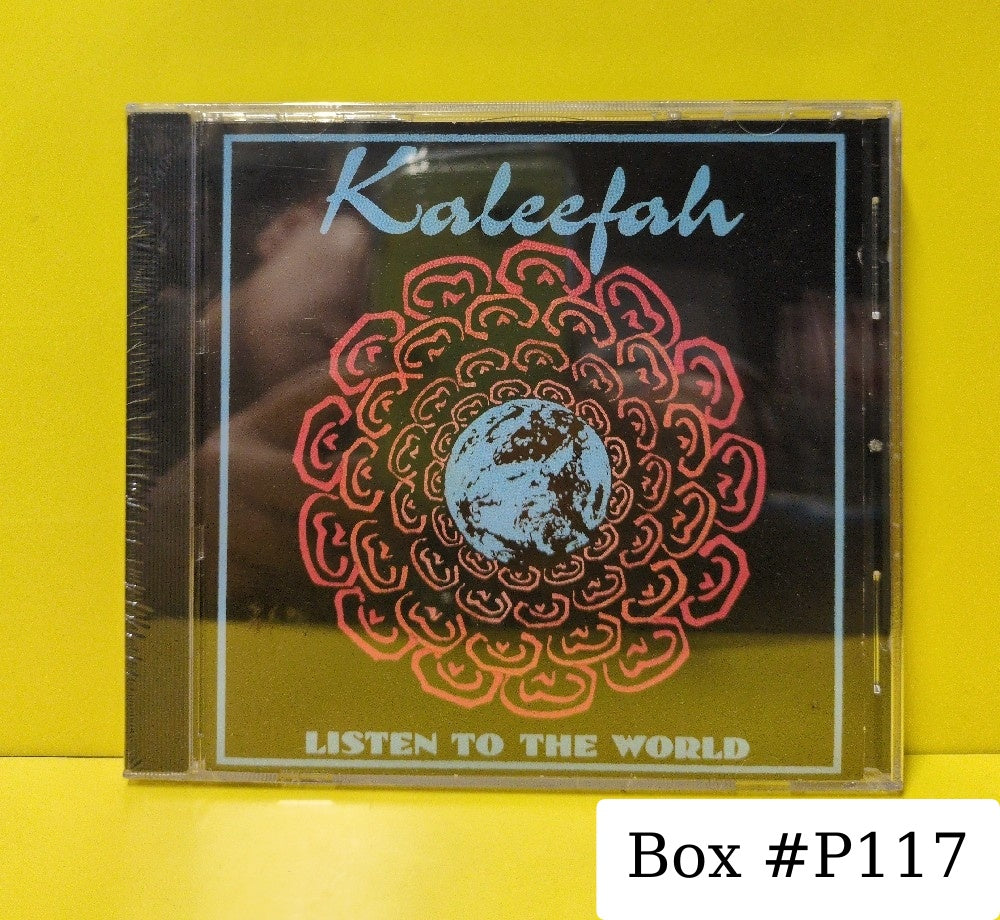 Kaleefah
LISTEN TO THE WORLD
Box #P117